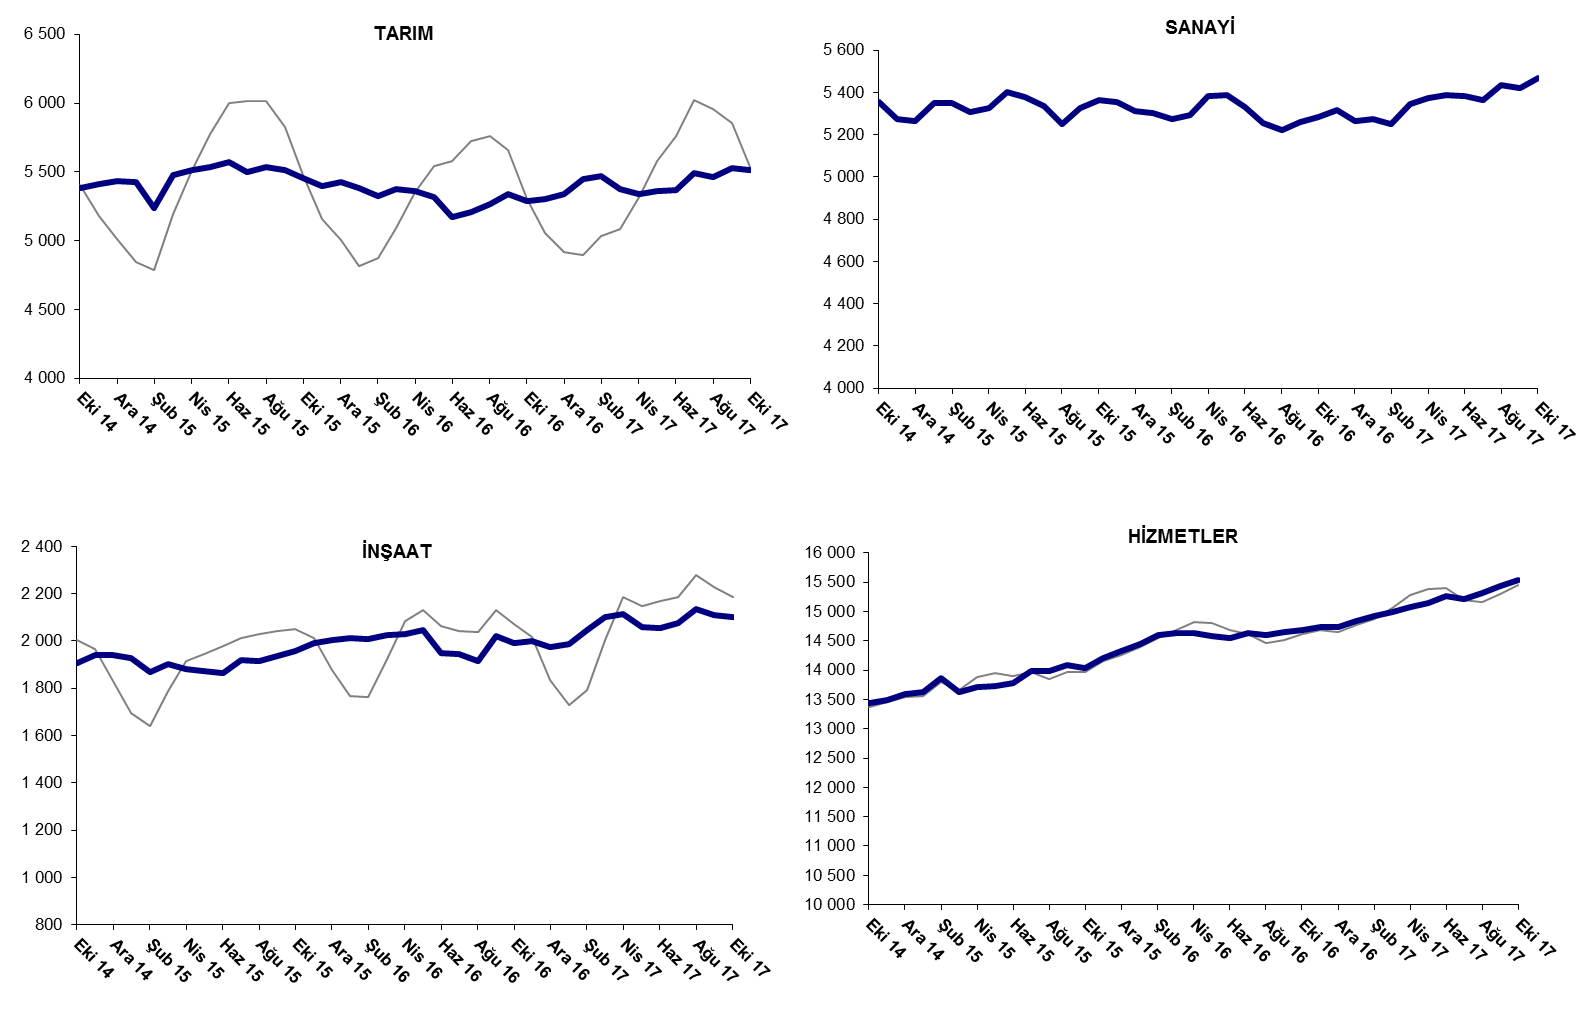 TARIM
6 500
6 000
5 500
5 000
4 500
4 000
Eki 14
Ara 14
Şub 15
Nis 15
Haz 15
Ağu 15
Eki 15
Ara 15
Şub 16
Nis 16
Haz 16
Ağu 16
Eki 16
Ara 16
Şub 17
Nis 17
Haz 17
Ağu 17
Eki 17
SANAYİ
5 600
5 400
5 200
5 000
4 800
4 600
4 400
4 200
4 000
Eki 14
Ara 14
Şub 15
Nis 15
Haz 15
Ağu 15
Eki 15
Ara 15
Şub 16
Nis 16
Haz 16
Ağu 16
Eki 16
Ara 16
Şub 17
Nis 17
Haz 17
Ağu 17
Eki 17
İNŞAAT
2 400
2 200
2 000
1 800
1 600
1 400
1 200
1 000
800
Eki 14
Ara 14
Şub 15
Nis 15
Haz 15
Ağu 15
Eki 15
Ara 15
Şub 16
Nis 16
Haz 16
Ağu 16
Eki 16
Ara 16
Şub 17
Nis 17
Haz 17
Ağu 17
Eki 17
HİZMETLER
16 000
15 500
15 000
14 500
14 000
13 500
13 000
12 500
12 000
11 500
11 000
10 500
10 000
Eki 14
Ara 14
Şub 15
Nis 15
Haz 15
Ağu 15
Eki 15
Ara 15
Şub 16
Nis 16
Haz 16
Ağu 16
Eki 16
Ara 16
Şub 17
Nis 17
Haz 17
Ağu 17
Eki 17